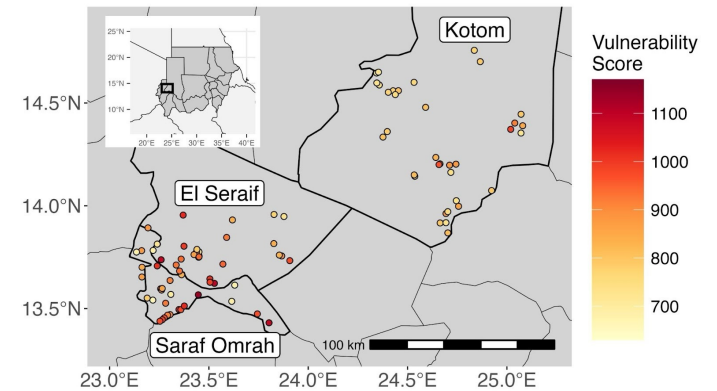 25°N
20°N
15°N
10°N
20°E 25°E 30°E 35°E 40°E
Kotom
El Seraif
Saraf Omrah
100 km
14.5°N
14.0°N
13.5°N
23.0°E 23.5°E 24.0°E 24.5°E 25.0°E
Vulnerability
Score
1100
1000
900
800
700